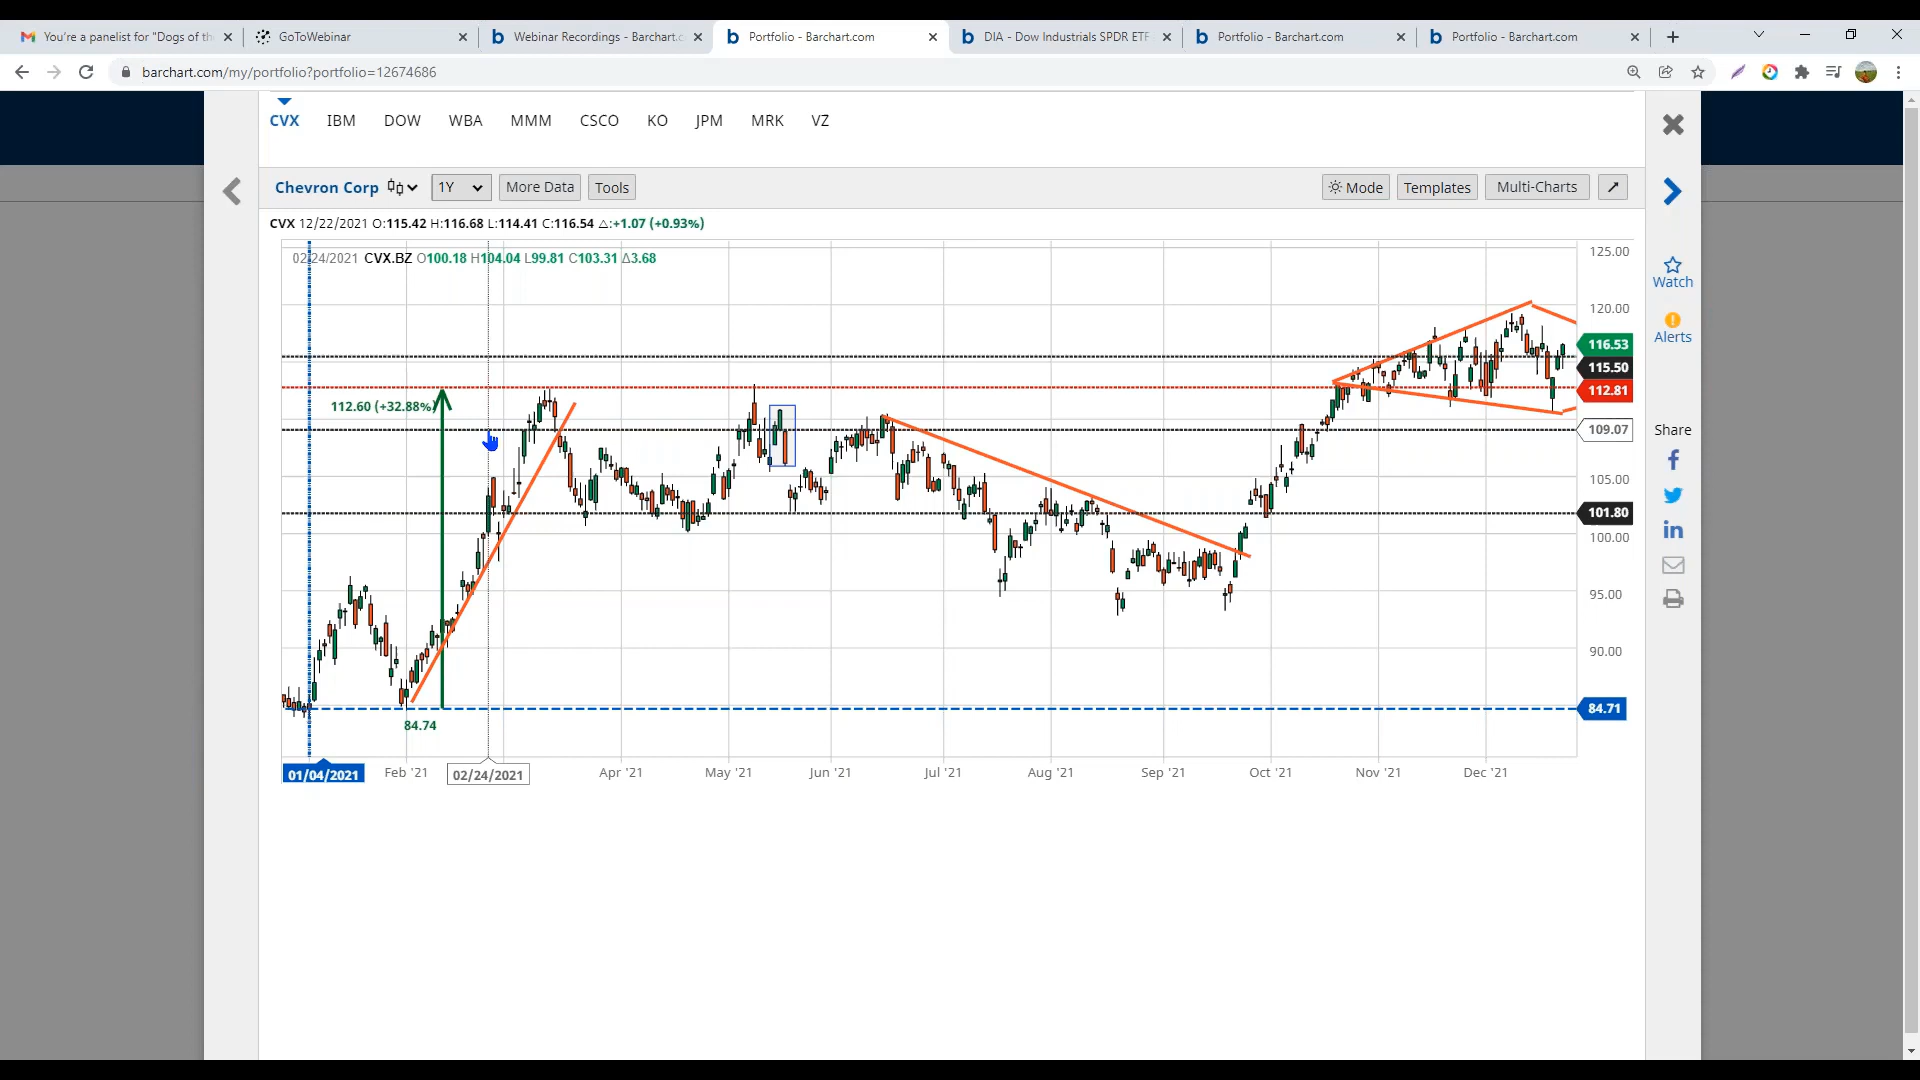 You're a panelist for "Dogs of th
GoToWebinar
Webinar Recordings - Barchart.c
Portfolio - Barchart.com
DIA - Dow Industrials SPDR ETF
Portfolio - Barchart.com
Portfolio - Barchart.com
barchart.com/my/portfolio?portfolio=12674686
CVX IBM DOW WBA MMM CSCO KO JPM MRK VZ
Chevron Corp 1Y More Data Tools Mode Templates Multi-Charts
CVX 12/22/2021 O:115.42 H:116.68 L:114.41 C:116.54 △:+1.07 (+0.93%)
02/24/2021 CVX.BZ O100.18 H104.04 L99.81 C103.31 Δ3.68
125.00
120.00
116.53
115.50
112.81
109.07
105.00
101.80
100.00
95.00
90.00
84.71
112.60 (+32.88%)
84.74
01/04/2021 Feb '21 02/24/2021 Apr '21 May '21 Jun '21 Jul '21 Aug '21 Sep '21 Oct '21 Nov '21 Dec '21
Watch
Alerts
Share